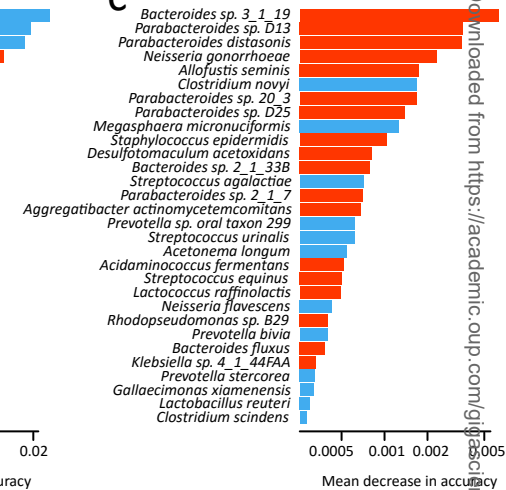 C
Bacteroides sp. 3_1_19
Parabacteroides sp. D13
Parabacteroides distasonis
Neisseria gonorrhoeae
Allofustis seminis
Clostridium novyi
Parabacteroides sp. 20_3
Parabacteroides sp. D25
Megasphaera micronuciformis
Staphylococcus epidermidis
Desulfotomaculum acetoxidans
Bacteroides sp. 2_1_33B
Streptococcus agalactiae
Parabacteroides sp. 2_1_7
Aggregatibacter actinomycetemcomitans
Prevotella sp. oral taxon 299
Streptococcus urinalis
Acetonema longum
Acidaminococcus fermentans
Streptococcus equinus
Lactococcus raffinolactis
Neisseria flavescens
Rhodopseudomonas sp. B29
Prevotella bivia
Bacteroides fluxus
Klebsiella sp. 4_1_44FAA
Prevotella stercorea
Gallaecimonas xiamenensis
Lactobacillus reuteri
Clostridium scindens
0.02
0.0005 0.001 0.002 0.005
uracy
Mean decrease in accuracy
ownloaded from https://academic.oup.com/gigascien